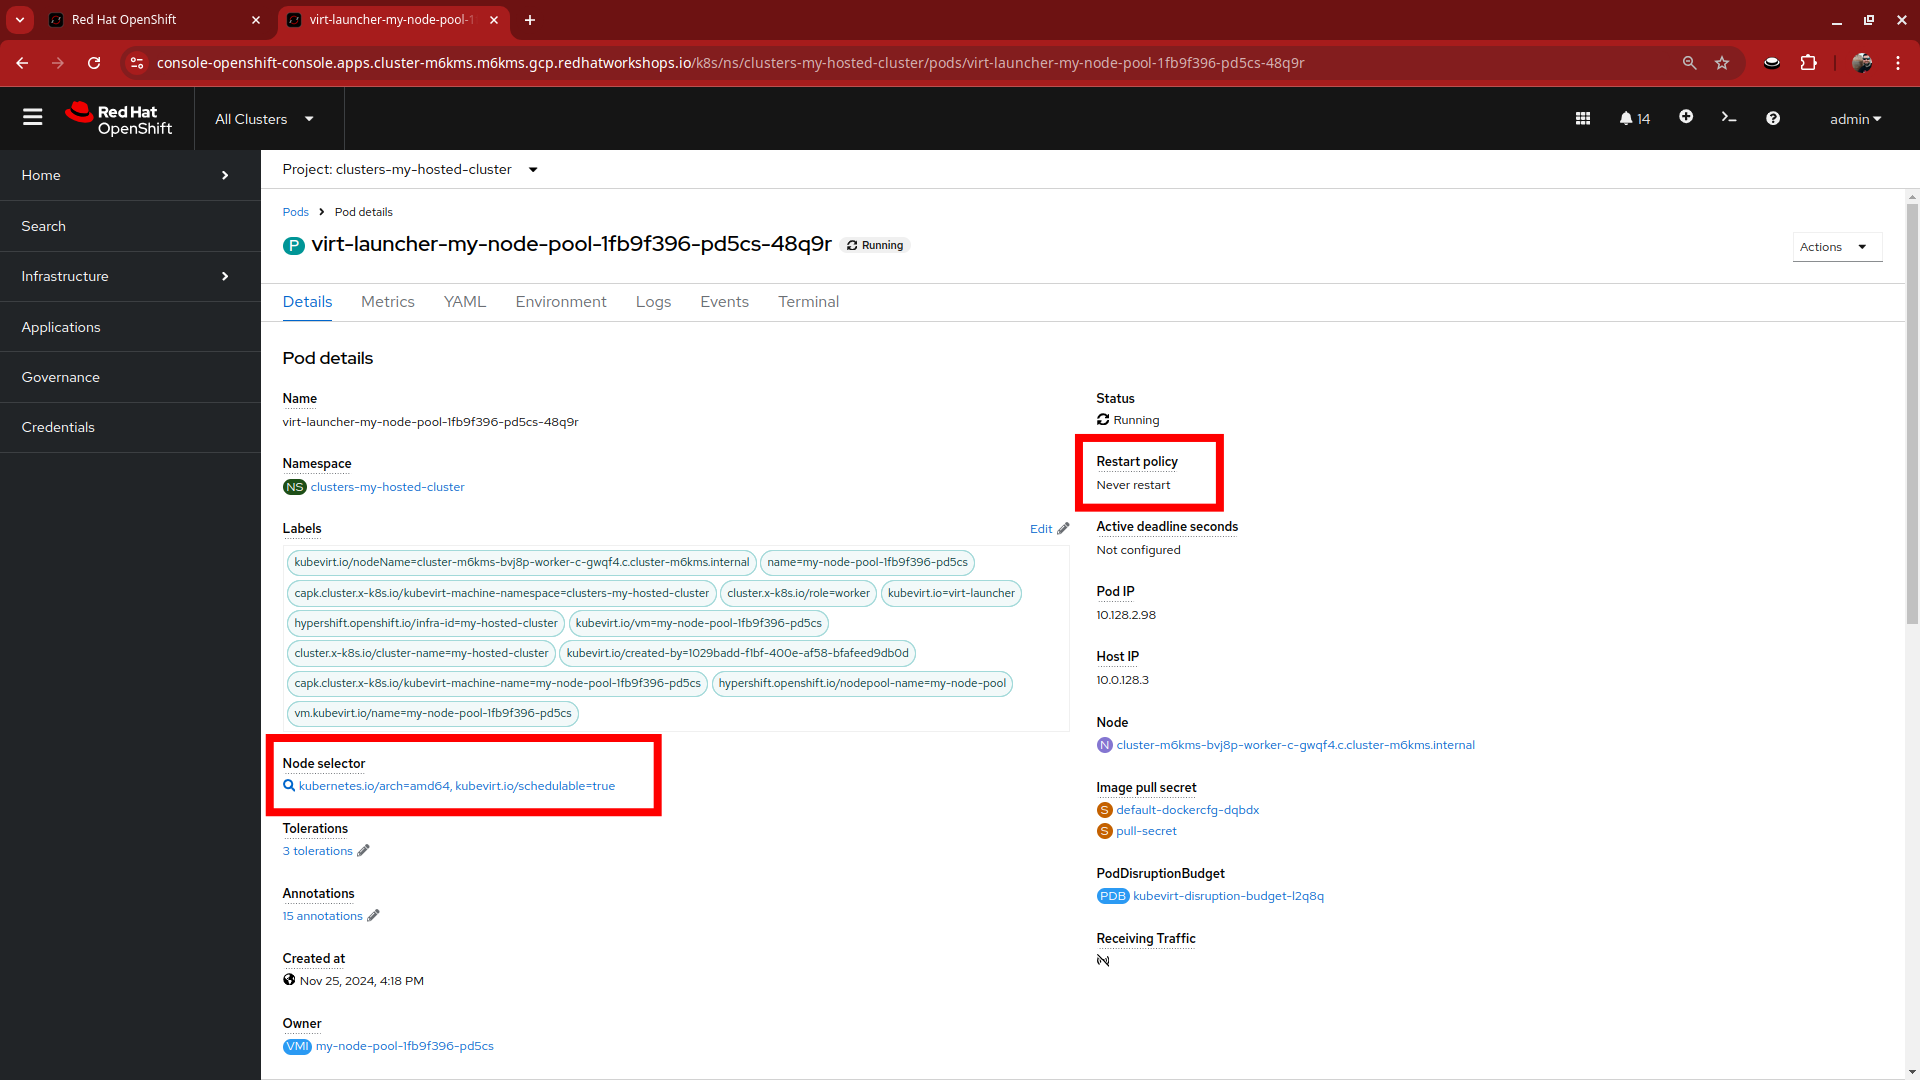 Red Hat OpenShift
virt-launcher-my-node-pool-1
console-openshift-console.apps.cluster-m6kms.m6kms.gcp.redhatworkshops.io/k8s/ns/clusters-my-hosted-cluster/pods/virt-launcher-my-node-pool-1fb9f396-pd5cs-48q9r
Red Hat
OpenShift
All Clusters
14
admin
Home
Search
Infrastructure
Applications
Governance
Credentials
Project: clusters-my-hosted-cluster
Pods Pod details
P virt-launcher-my-node-pool-1fb9f396-pd5cs-48q9r Running
Actions
Details Metrics YAML Environment Logs Events Terminal
Pod details
Name
virt-launcher-my-node-pool-1fb9f396-pd5cs-48q9r
Namespace
NS clusters-my-hosted-cluster
Labels Edit
kubevirt.io/nodeName=cluster-m6kms-bvj8p-worker-c-gwqf4.c.cluster-m6kms.internal name=my-node-pool-1fb9f396-pd5cs
capk.cluster.x-k8s.io/kubevirt-machine-namespace=clusters-my-hosted-cluster cluster.x-k8s.io/role=worker kubevirt.io=virt-launcher
hypershift.openshift.io/infra-id=my-hosted-cluster kubevirt.io/vm=my-node-pool-1fb9f396-pd5cs
cluster.x-k8s.io/cluster-name=my-hosted-cluster kubevirt.io/created-by=1029badd-f1bf-400e-af58-bfafeed9db0d
capk.cluster.x-k8s.io/kubevirt-machine-name=my-node-pool-1fb9f396-pd5cs hypershift.openshift.io/nodepool-name=my-node-pool
vm.kubevirt.io/name=my-node-pool-1fb9f396-pd5cs
Node selector
kubernetes.io/arch=amd64, kubevirt.io/schedulable=true
Tolerations
3 tolerations
Annotations
15 annotations
Created at
Nov 25, 2024, 4:18 PM
Owner
VMI my-node-pool-1fb9f396-pd5cs
Status
Running
Restart policy
Never restart
Active deadline seconds
Not configured
Pod IP
10.128.2.98
Host IP
10.0.128.3
Node
N cluster-m6kms-bvj8p-worker-c-gwqf4.c.cluster-m6kms.internal
Image pull secret
S default-dockercfg-dqbdx
S pull-secret
PodDisruptionBudget
PDB kubevirt-disruption-budget-l2q8q
Receiving Traffic